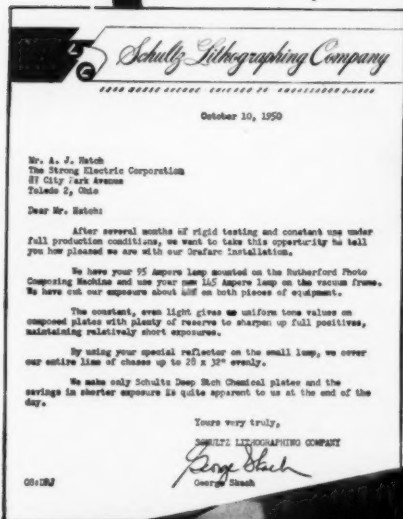 Schultz Lithographing Company
October 10, 1950
Mr. A. J. Hatch
The Strong Electric Corporation
87 City Park Avenue
Toledo 2, Ohio
Dear Mr. Hatch:
After several months of rigid testing and constant use under
full production conditions, we want to take this opportunity to tell
you how pleased we are with our Grafarc installation.
We have your 95 Ampere lamp mounted on the Rutherford Photo
Composing Machine and use your new 145 Ampere lamp on the vacuum frame.
We have cut our exposure about on both pieces of equipment.
The constant, even light gives us uniform tone values on
composed plates with plenty of reserve to sharpen up full positives,
maintaining relatively short exposures.
By using your special reflector on the small lamp, we cover
our entire line of chases up to 28 x 32" evenly.
We make only Schultz Deep Etch Chemical plates and the
savings in shorter exposure is quite apparent to us at the end of the
day.
Yours very truly,
SCHULTZ LITHOGRAPHING COMPANY
George Skach
GS:DRJ
George Skach